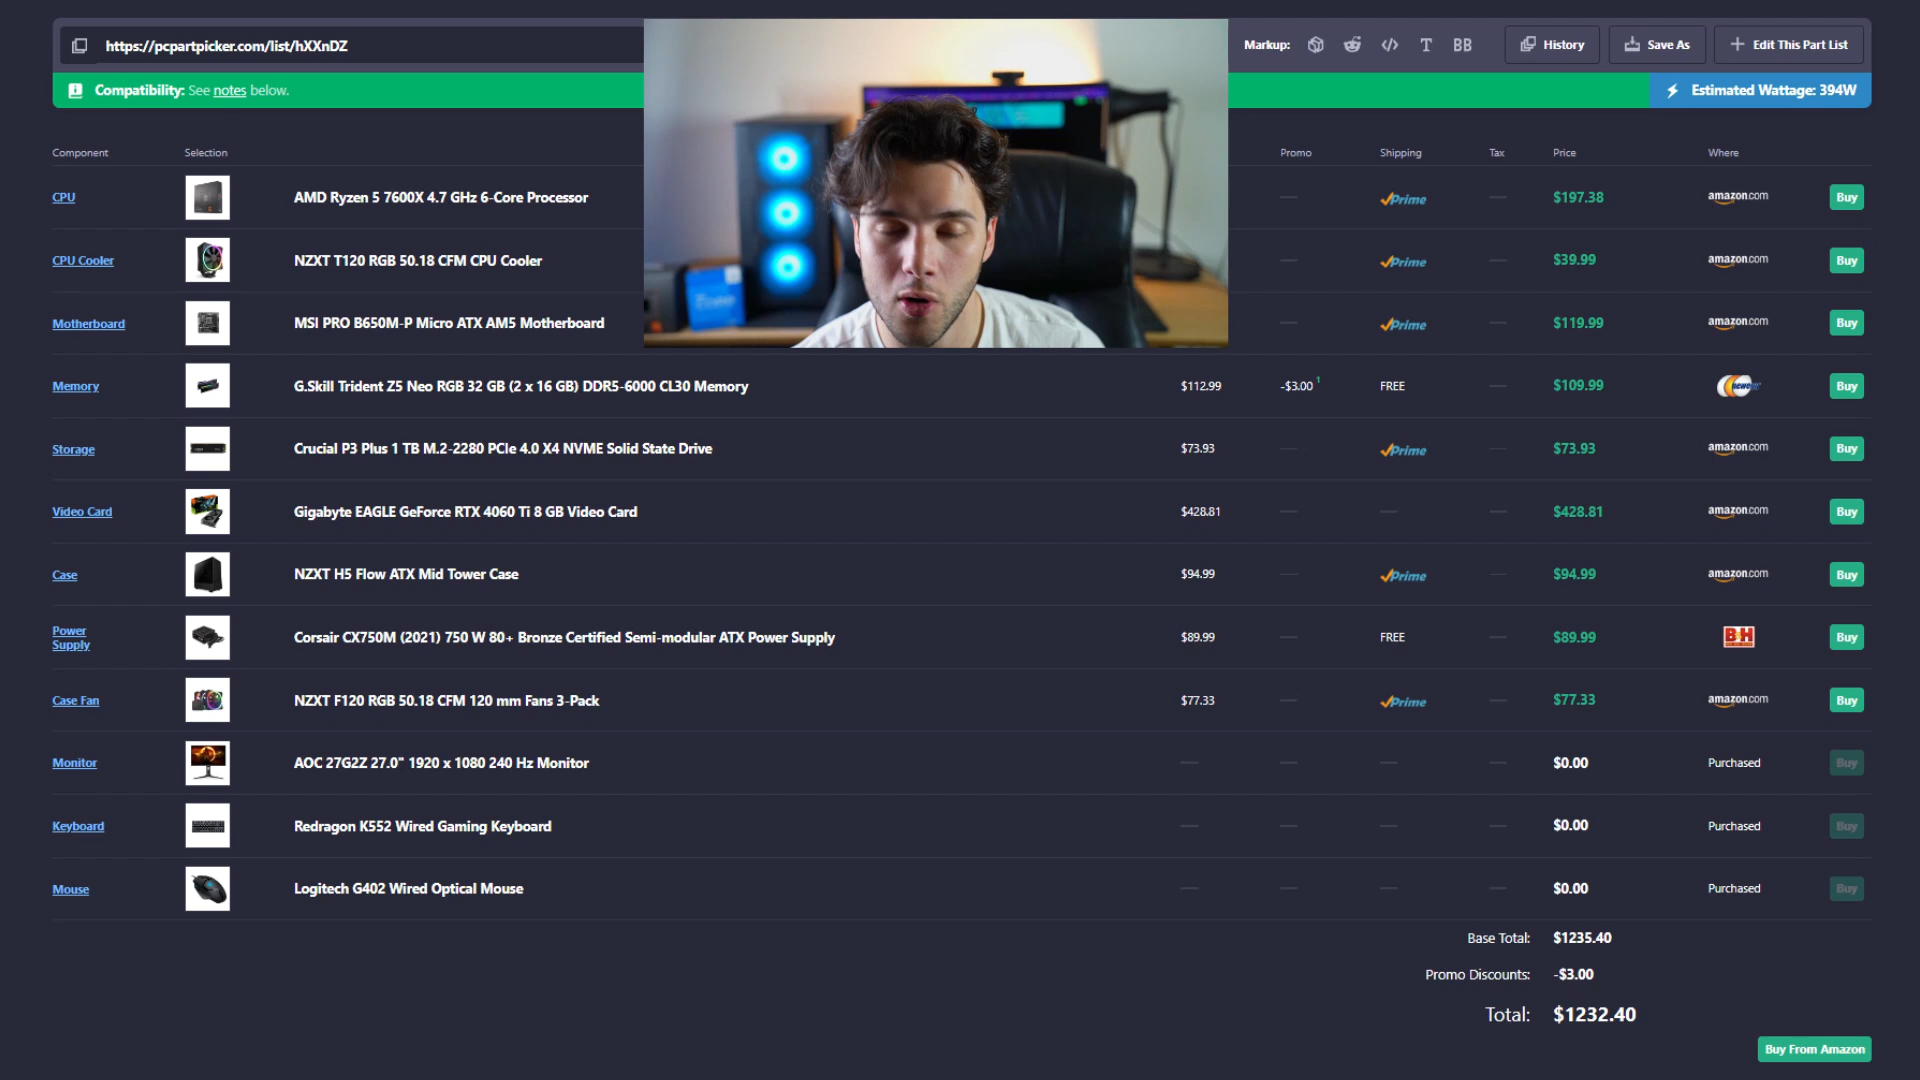 https://pcpartpicker.com/list/hXXnDZ
Markup: T BB History Save As Edit This Part List
Compatibility: See notes below. Estimated Wattage: 394W
Component Selection Promo Shipping Tax Price Where
CPU AMD Ryzen 5 7600X 4.7 GHz 6-Core Processor — Prime — $197.38 amazon.com Buy
CPU Cooler NZXT T120 RGB 50.18 CFM CPU Cooler — Prime — $39.99 amazon.com Buy
Motherboard MSI PRO B650M-P Micro ATX AM5 Motherboard — Prime — $119.99 amazon.com Buy
Memory G.Skill Trident Z5 Neo RGB 32 GB (2 x 16 GB) DDR5-6000 CL30 Memory $112.99 -$3.00 1 FREE — $109.99 Buy
Storage Crucial P3 Plus 1 TB M.2-2280 PCIe 4.0 X4 NVME Solid State Drive $73.93 — Prime — $73.93 amazon.com Buy
Video Card Gigabyte EAGLE GeForce RTX 4060 Ti 8 GB Video Card $428.81 — — — $428.81 amazon.com Buy
Case NZXT H5 Flow ATX Mid Tower Case $94.99 — Prime — $94.99 amazon.com Buy
Power
Supply Corsair CX750M (2021) 750 W 80+ Bronze Certified Semi-modular ATX Power Supply $89.99 — FREE — $89.99 B&H Buy
Case Fan NZXT F120 RGB 50.18 CFM 120 mm Fans 3-Pack $77.33 — Prime — $77.33 amazon.com Buy
Monitor AOC 27G2Z 27.0" 1920 x 1080 240 Hz Monitor — — — — $0.00 Purchased Buy
Keyboard Redragon K552 Wired Gaming Keyboard — — — — $0.00 Purchased Buy
Mouse Logitech G402 Wired Optical Mouse — — — — $0.00 Purchased Buy
Base Total: $1235.40
Promo Discounts: -$3.00
Total: $1232.40
Buy From Amazon